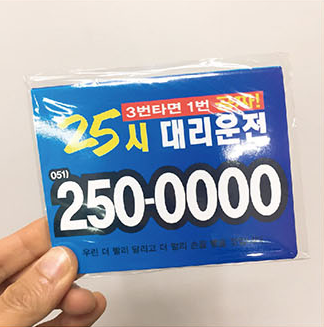 3번타면 1번 공짜!
25시 대리운전
051)
250-0000
우린 더 빨리 달리고 더 멀리 손을